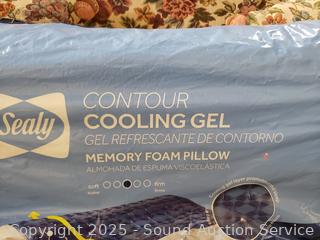 Sealy
CONTOUR
COOLING GEL
GEL REFRESCANTE DE CONTORNO
MEMORY FOAM PILLOW
ALMOHADA DE ESPUMA VISCOELÁSTICA
soft firm
Copyright 2025 - Sound Auction Service